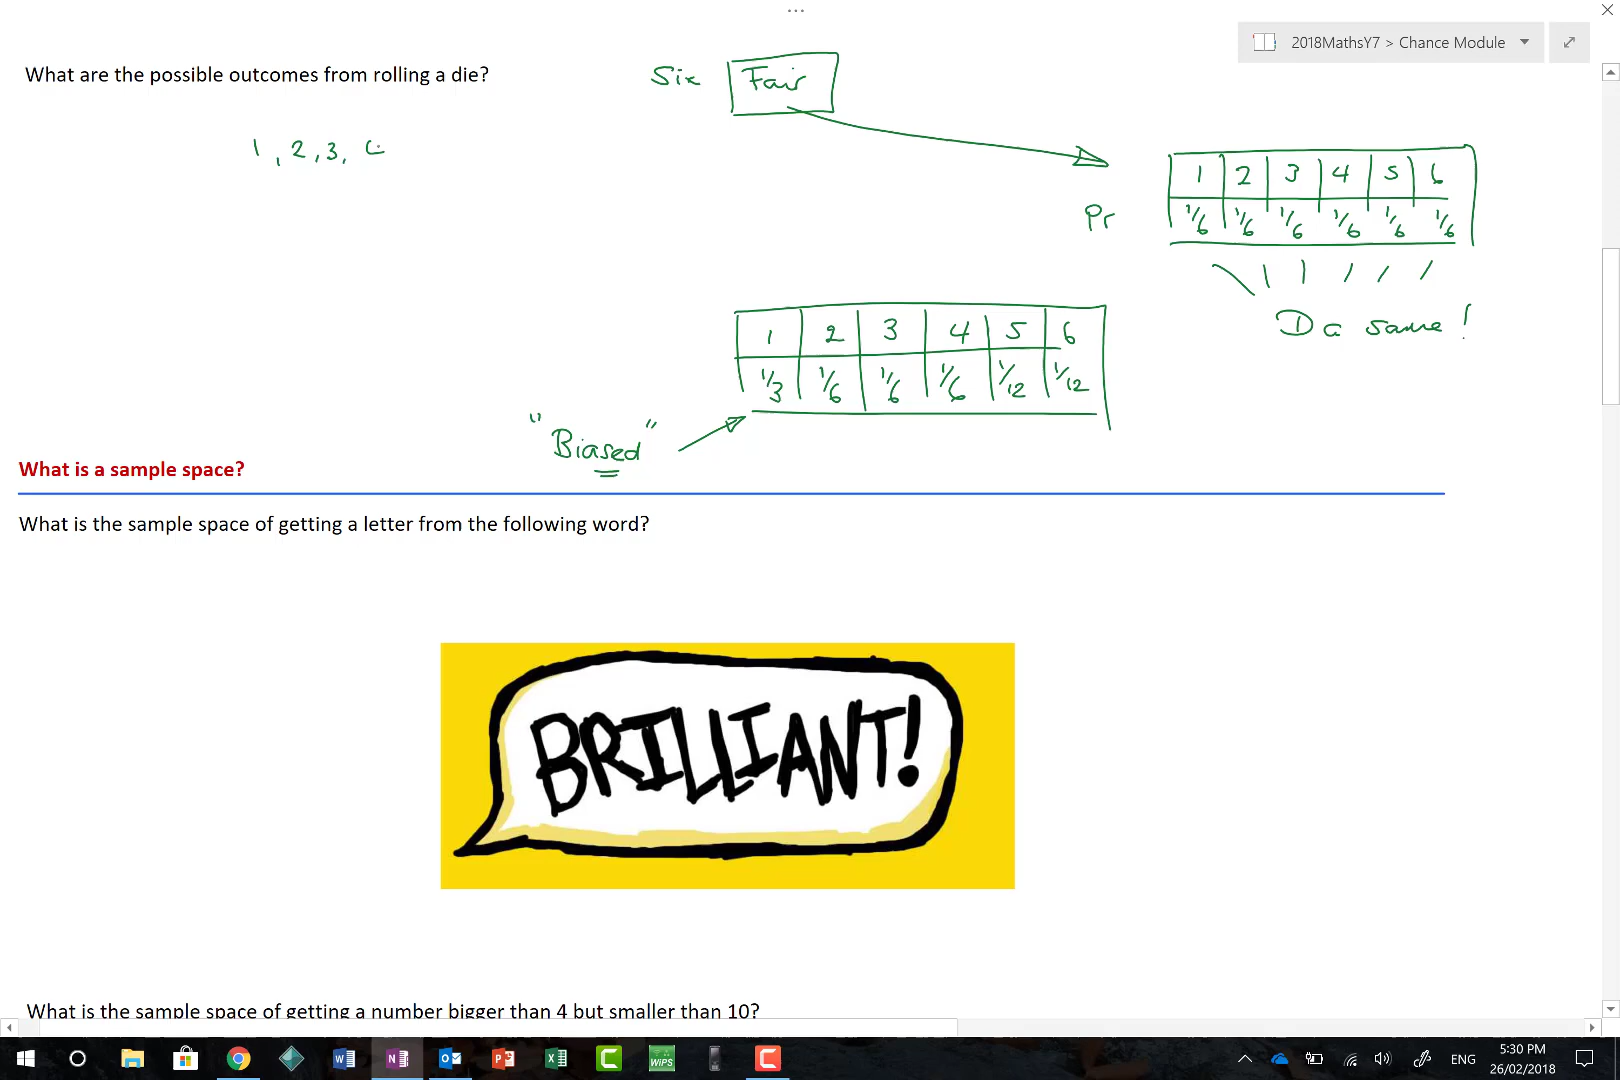 2018MathsY7 > Chance Module
What are the possible outcomes from rolling a die?
Six Fair
1, 2, 3,
1 2 3 4 5 6
Pr 1/6 1/6 1/6 1/6 1/6 1/6
Da same!
1 2 3 4 5 6
1/3 1/6 1/6 1/6 1/12 1/12
"Biased"
What is a sample space?
What is the sample space of getting a letter from the following word?
BRILLIANT!
What is the sample space of getting a number bigger than 4 but smaller than 10?
WiPS
ENG
5:30 PM
26/02/2018